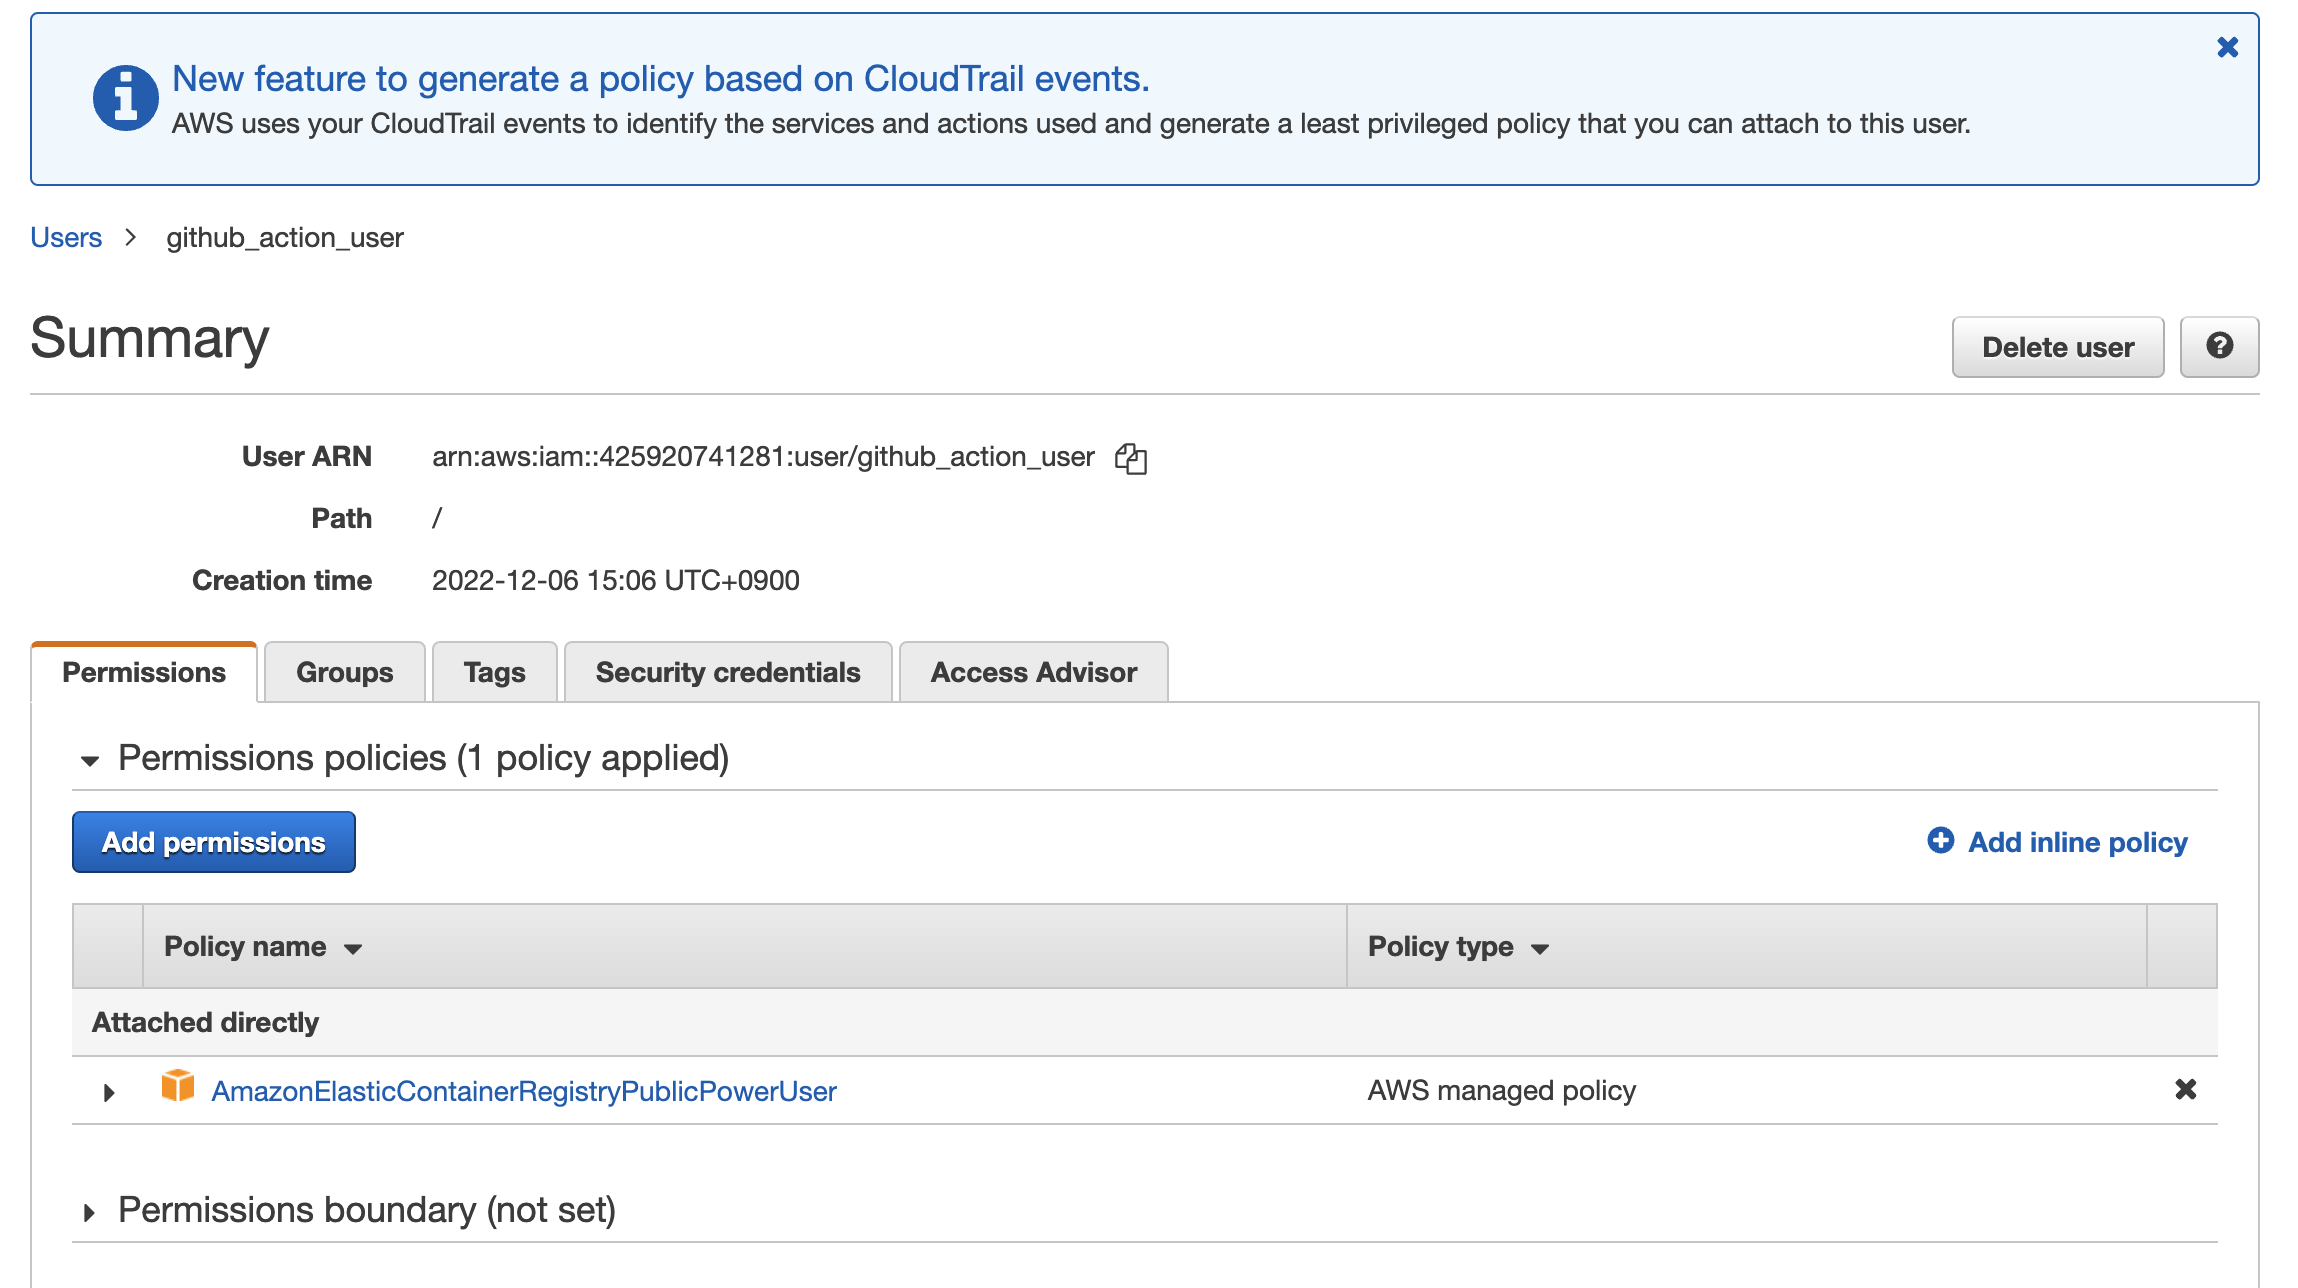 New feature to generate a policy based on CloudTrail events.
AWS uses your CloudTrail events to identify the services and actions used and generate a least privileged policy that you can attach to this user.
Users > github_action_user
Summary
Delete user
User ARN arn:aws:iam::425920741281:user/github_action_user
Path /
Creation time 2022-12-06 15:06 UTC+0900
Permissions Groups Tags Security credentials Access Advisor
Permissions policies (1 policy applied)
Add permissions Add inline policy
Policy name Policy type
Attached directly
AmazonElasticContainerRegistryPublicPowerUser AWS managed policy
Permissions boundary (not set)